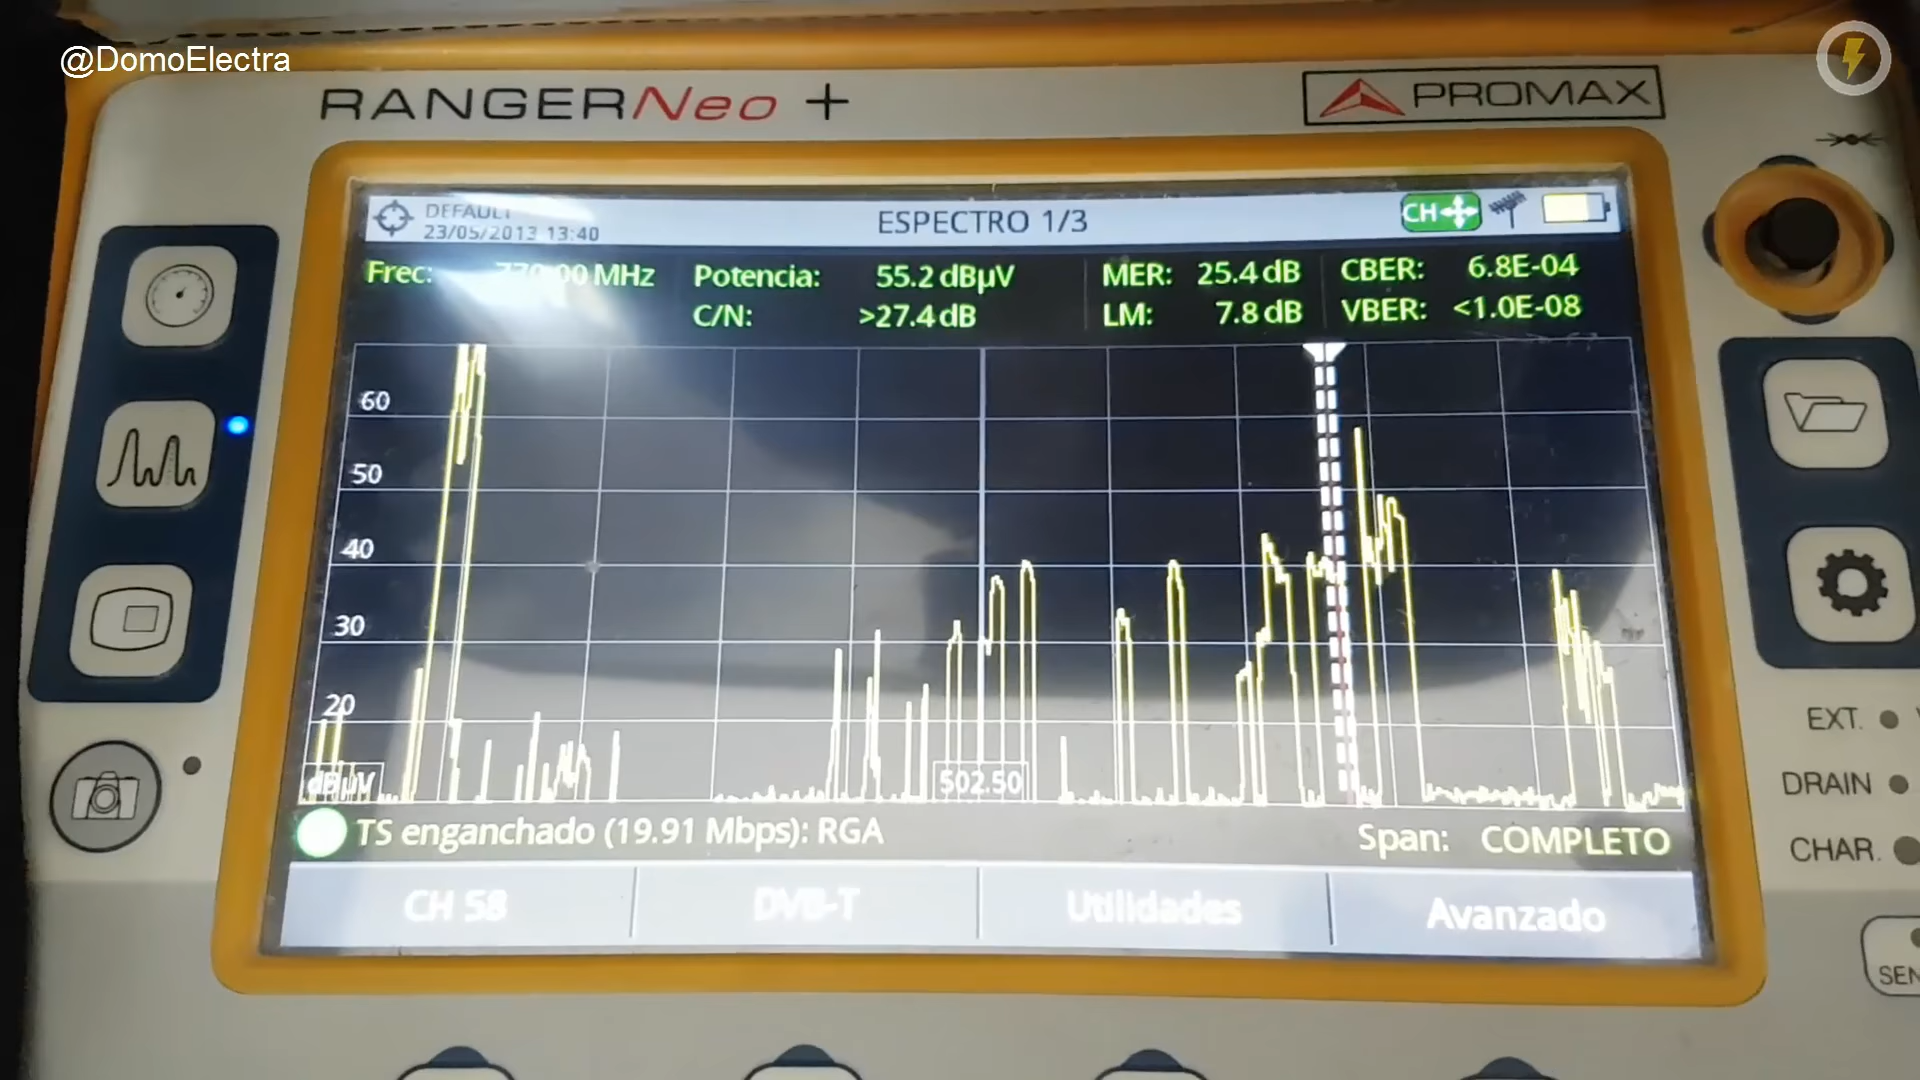 @DomoElectra
RANGERNeo +
PROMAX
DEFAULT
23/05/2013 13:40
ESPECTRO 1/3
CH
Frec: 770.00 MHz
Potencia: 55.2 dBµV
MER: 25.4 dB
CBER: 6.8E-04
C/N: >27.4 dB
LM: 7.8 dB
VBER: <1.0E-08
60
50
40
30
20
dBµV
502.50
TS enganchado (19.91 Mbps): RGA
Span: COMPLETO
CH 58
DVB-T
Utilidades
Avanzado
EXT.
DRAIN
CHAR.